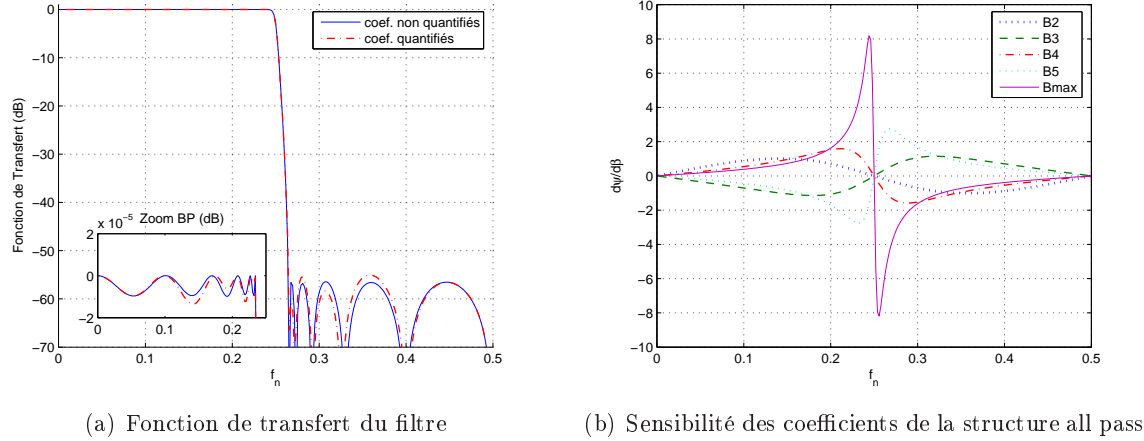 0
−10
−20
−30
−40
−50
−60
−70
0
0.1
0.2
0.3
0.4
0.5
Fonction de Transfert (dB)
f_n
coef. non quantifiés
coef. quantifiés
x 10^−5 Zoom BP (dB)
2
0
−2
0
0.1
0,2
10
8
6
4
2
0
−2
−4
−6
−8
−10
0
0.1
0.2
0.3
0.4
0.5
dψ/dβ
f_n
B2
B3
B4
B5
Bmax
(a) Fonction de transfert du filtre
(b) Sensibilité des coefficients de la structure all pass